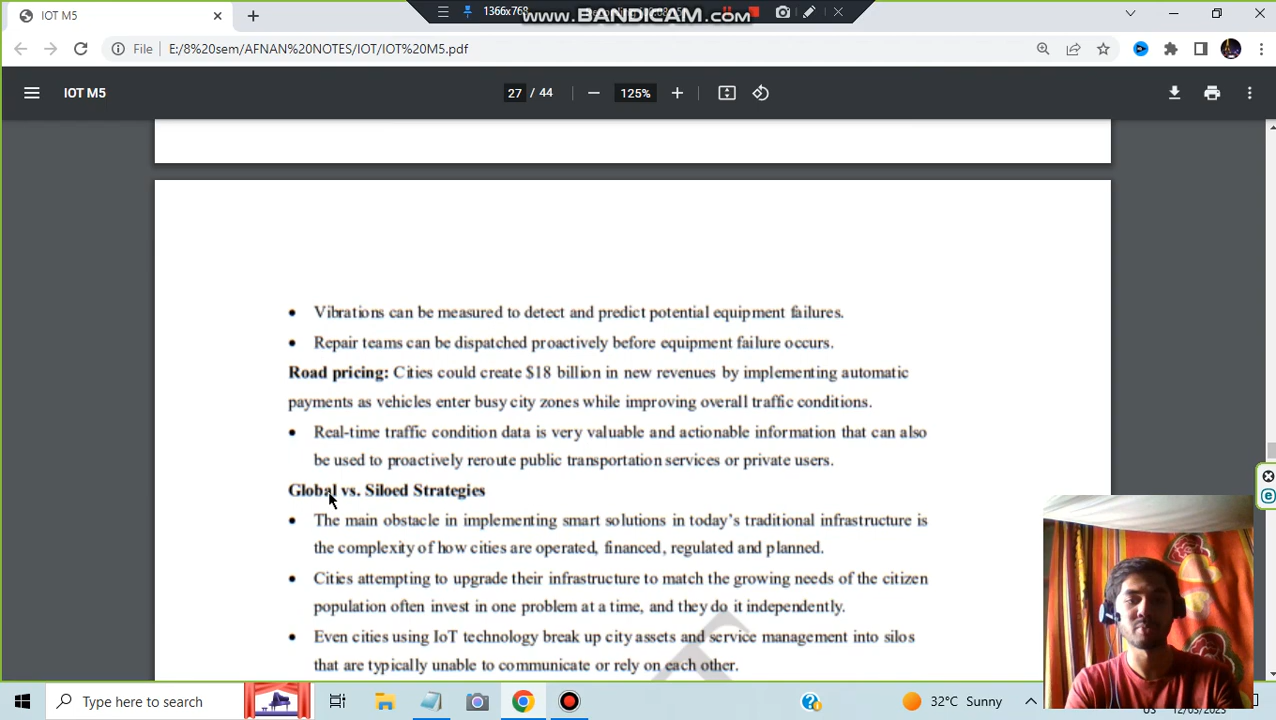 IOT M5
1366x768
www.BANDICAM.com
File
E:/8%20sem/AFNAN%20NOTES/IOT/IOT%20M5.pdf
IOT M5
27 / 44
125%
• Vibrations can be measured to detect and predict potential equipment failures.
• Repair teams can be dispatched proactively before equipment failure occurs.
Road pricing: Cities could create $18 billion in new revenues by implementing automatic
payments as vehicles enter busy city zones while improving overall traffic conditions.
• Real-time traffic condition data is very valuable and actionable information that can also
be used to proactively reroute public transportation services or private users.
Global vs. Siloed Strategies
• The main obstacle in implementing smart solutions in today's traditional infrastructure is
the complexity of how cities are operated, financed, regulated and planned.
• Cities attempting to upgrade their infrastructure to match the growing needs of the citizen
population often invest in one problem at a time, and they do it independently.
• Even cities using IoT technology break up city assets and service management into silos
that are typically unable to communicate or rely on each other.
Type here to search
32°C Sunny
US
12/05/2023